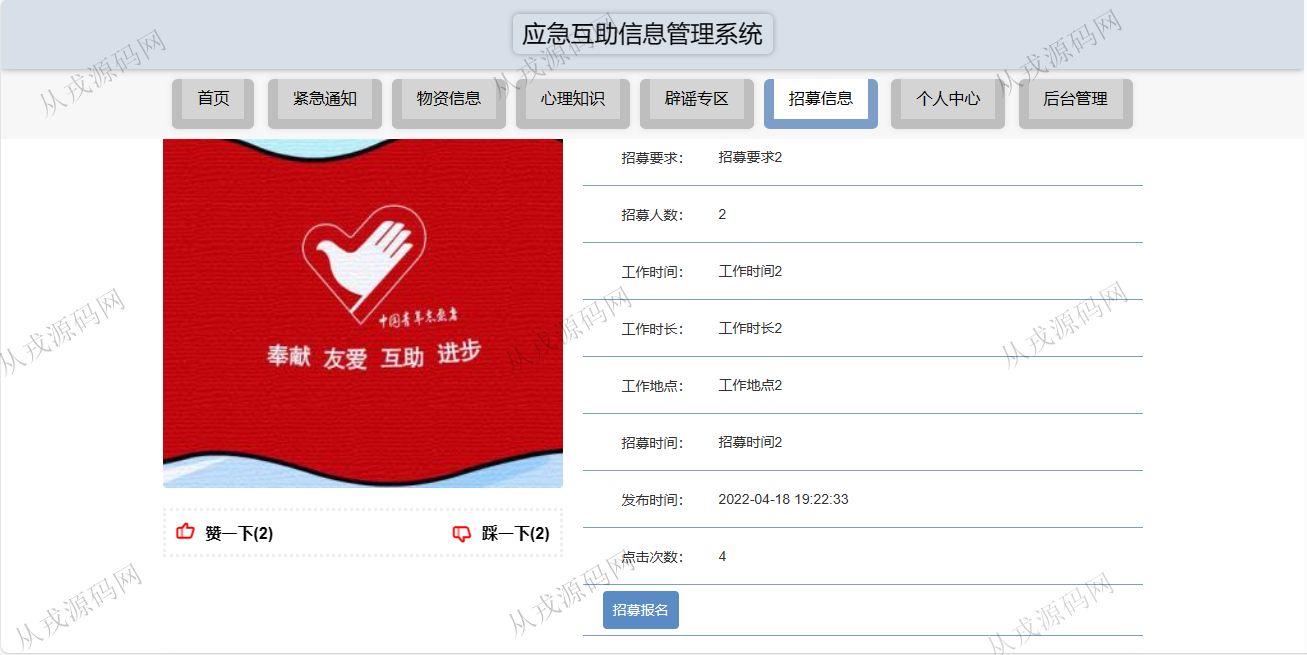 应急互助信息管理系统
首页 紧急通知 物资信息 心理知识 辟谣专区 招募信息 个人中心 后台管理
招募要求: 招募要求2
招募人数: 2
工作时间: 工作时间2
工作时长: 工作时长2
工作地点: 工作地点2
招募时间: 招募时间2
发布时间: 2022-04-18 19:22:33
点击次数: 4
招募报名
中国青年志愿者
奉献 友爱 互助 进步
赞一下(2) 踩一下(2)
从戎源码网
从戎源码网
从戎源码网
从戎源码网
从戎源码网
从戎源码网
从戎源码网
从戎源码网
从戎源码网